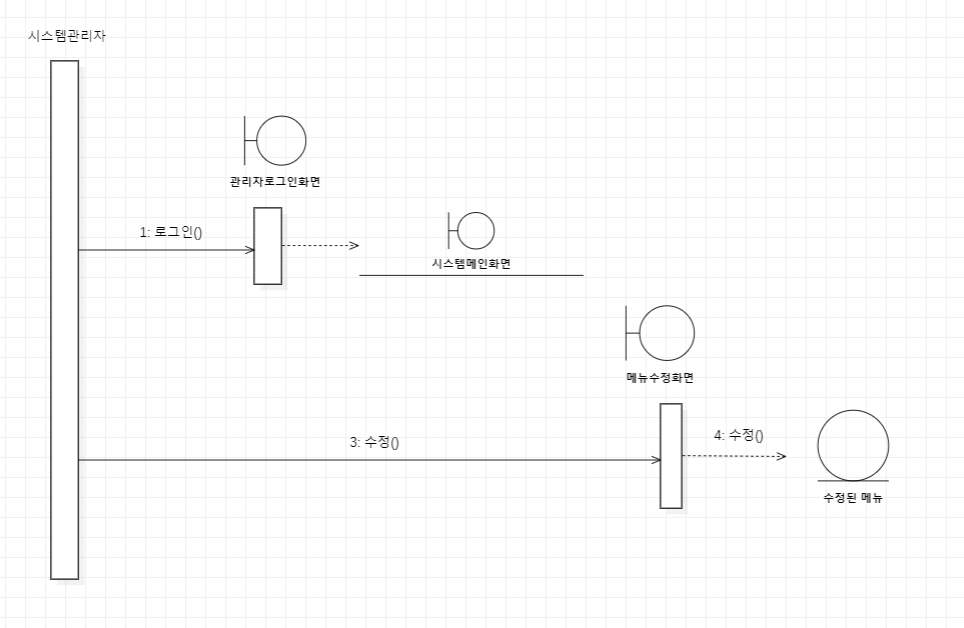 시스템관리자
관리자로그인화면
1: 로그인()
시스템메인화면
메뉴수정화면
3: 수정()
4: 수정()
수정된 메뉴